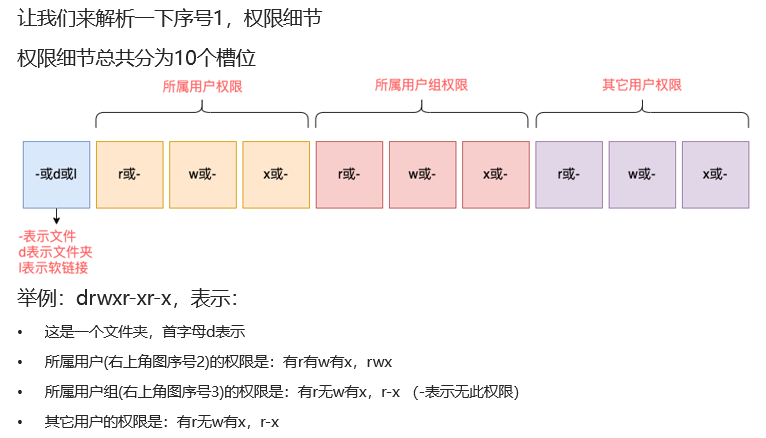 让我们来解析一下序号1，权限细节
权限细节总共分为10个槽位
所属用户权限 所属用户组权限 其它用户权限
-或d或l r或- w或- x或- r或- w或- x或- r或- w或- x或-
-表示文件
d表示文件夹
l表示软链接
举例：drwxr-xr-x，表示：
• 这是一个文件夹，首字母d表示
• 所属用户(右上角图序号2)的权限是：有r有w有x，rwx
• 所属用户组(右上角图序号3)的权限是：有r无w有x，r-x （-表示无此权限）
• 其它用户的权限是：有r无w有x，r-x